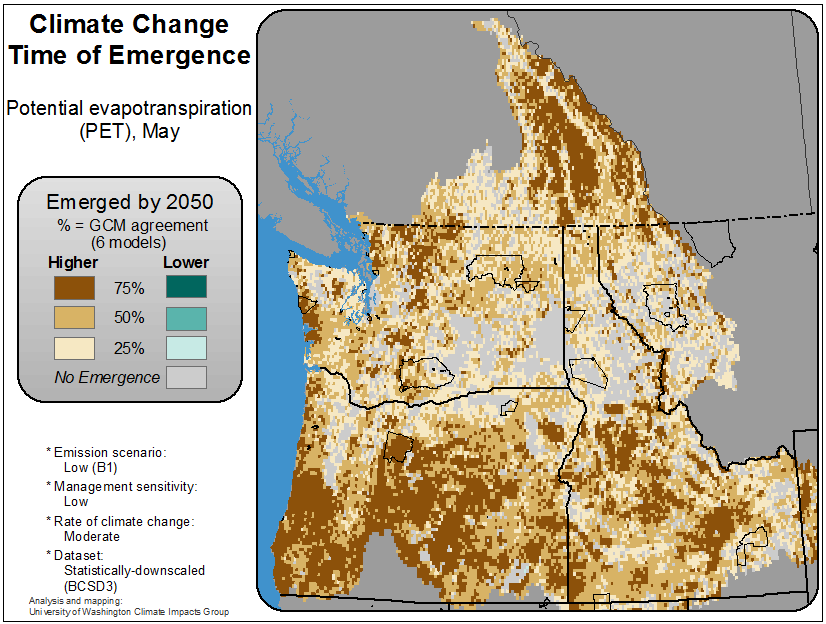 Climate Change
Time of Emergence
Potential evapotranspiration
(PET), May
Emerged by 2050
% = GCM agreement
(6 models)
Higher Lower
75%
50%
25%
No Emergence
* Emission scenario:
Low (B1)
* Management sensitivity:
Low
* Rate of climate change:
Moderate
* Dataset:
Statistically-downscaled
(BCSD3)
Analysis and mapping:
University of Washington Climate Impacts Group